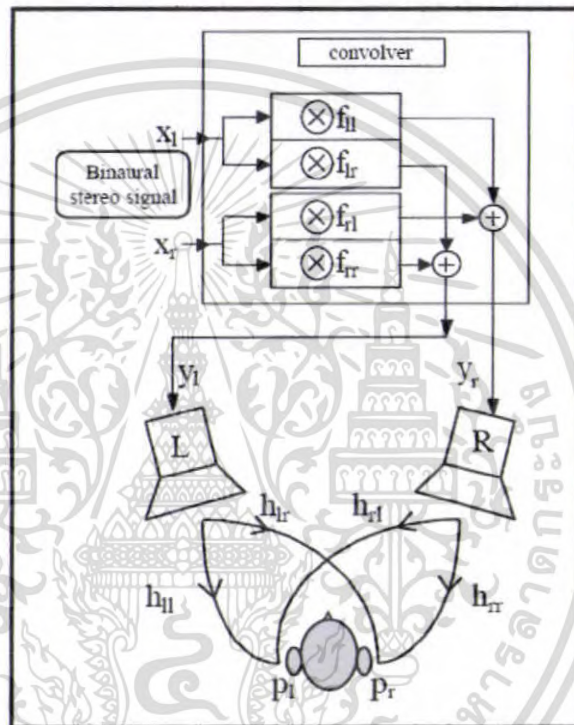 convolver
x_l
f_ll
Binaural
stereo signal
f_lr
f_rl
x_r
f_rr
y_l
y_r
L
R
h_lr
h_rl
h_ll
h_rr
p_l
p_r